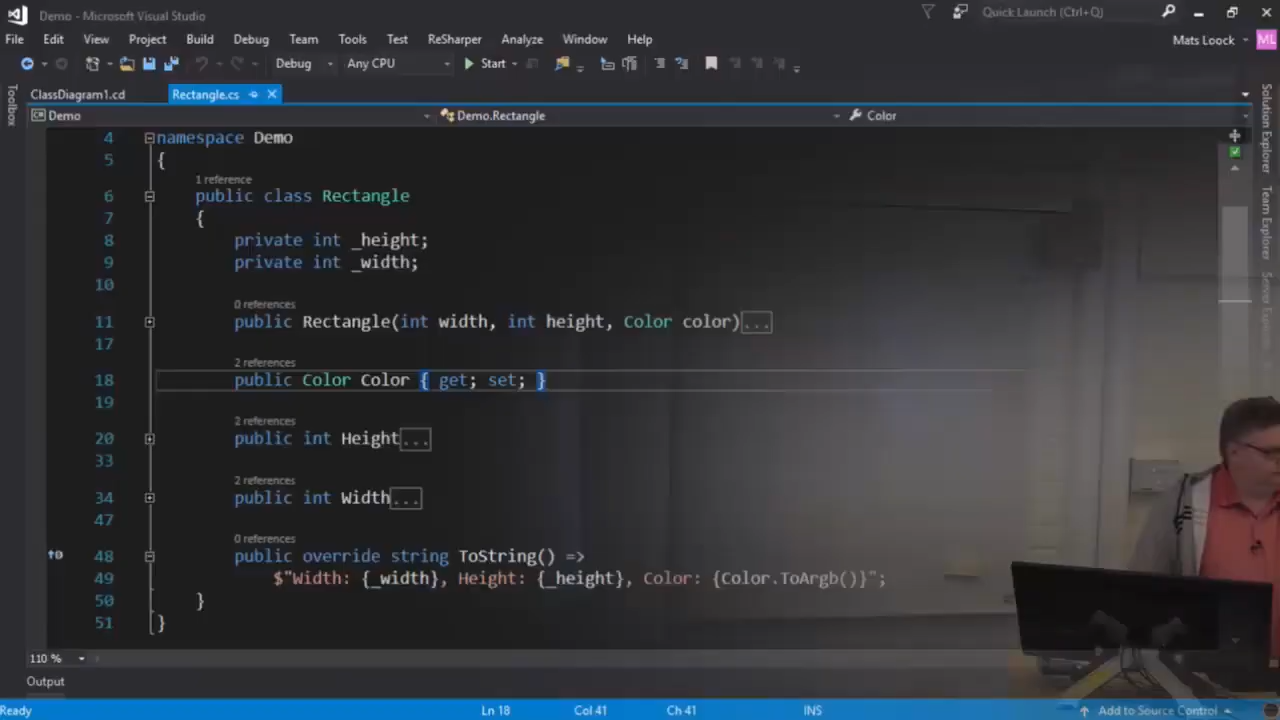 Demo - Microsoft Visual Studio
Quick Launch (Ctrl+Q)
File Edit View Project Build Debug Team Tools Test ReSharper Analyze Window Help
Mats Loock ML
Debug Any CPU Start
Toolbox
ClassDiagram1.cd Rectangle.cs
Demo Demo.Rectangle Color
4 namespace Demo
5 {
1 reference
6 public class Rectangle
7 {
8 private int _height;
9 private int _width;
10
0 references
11 public Rectangle(int width, int height, Color color)...
17
2 references
18 public Color Color { get; set; }
19
2 references
20 public int Height...
33
2 references
34 public int Width...
47
0 references
48 public override string ToString() =>
49 $"Width: {_width}, Height: {_height}, Color: {Color.ToArgb()}";
50 }
51 }
Solution Explorer
Team Explorer
Server Explorer
110 %
Output
Ready Ln 18 Col 41 Ch 41 INS Add to Source Control